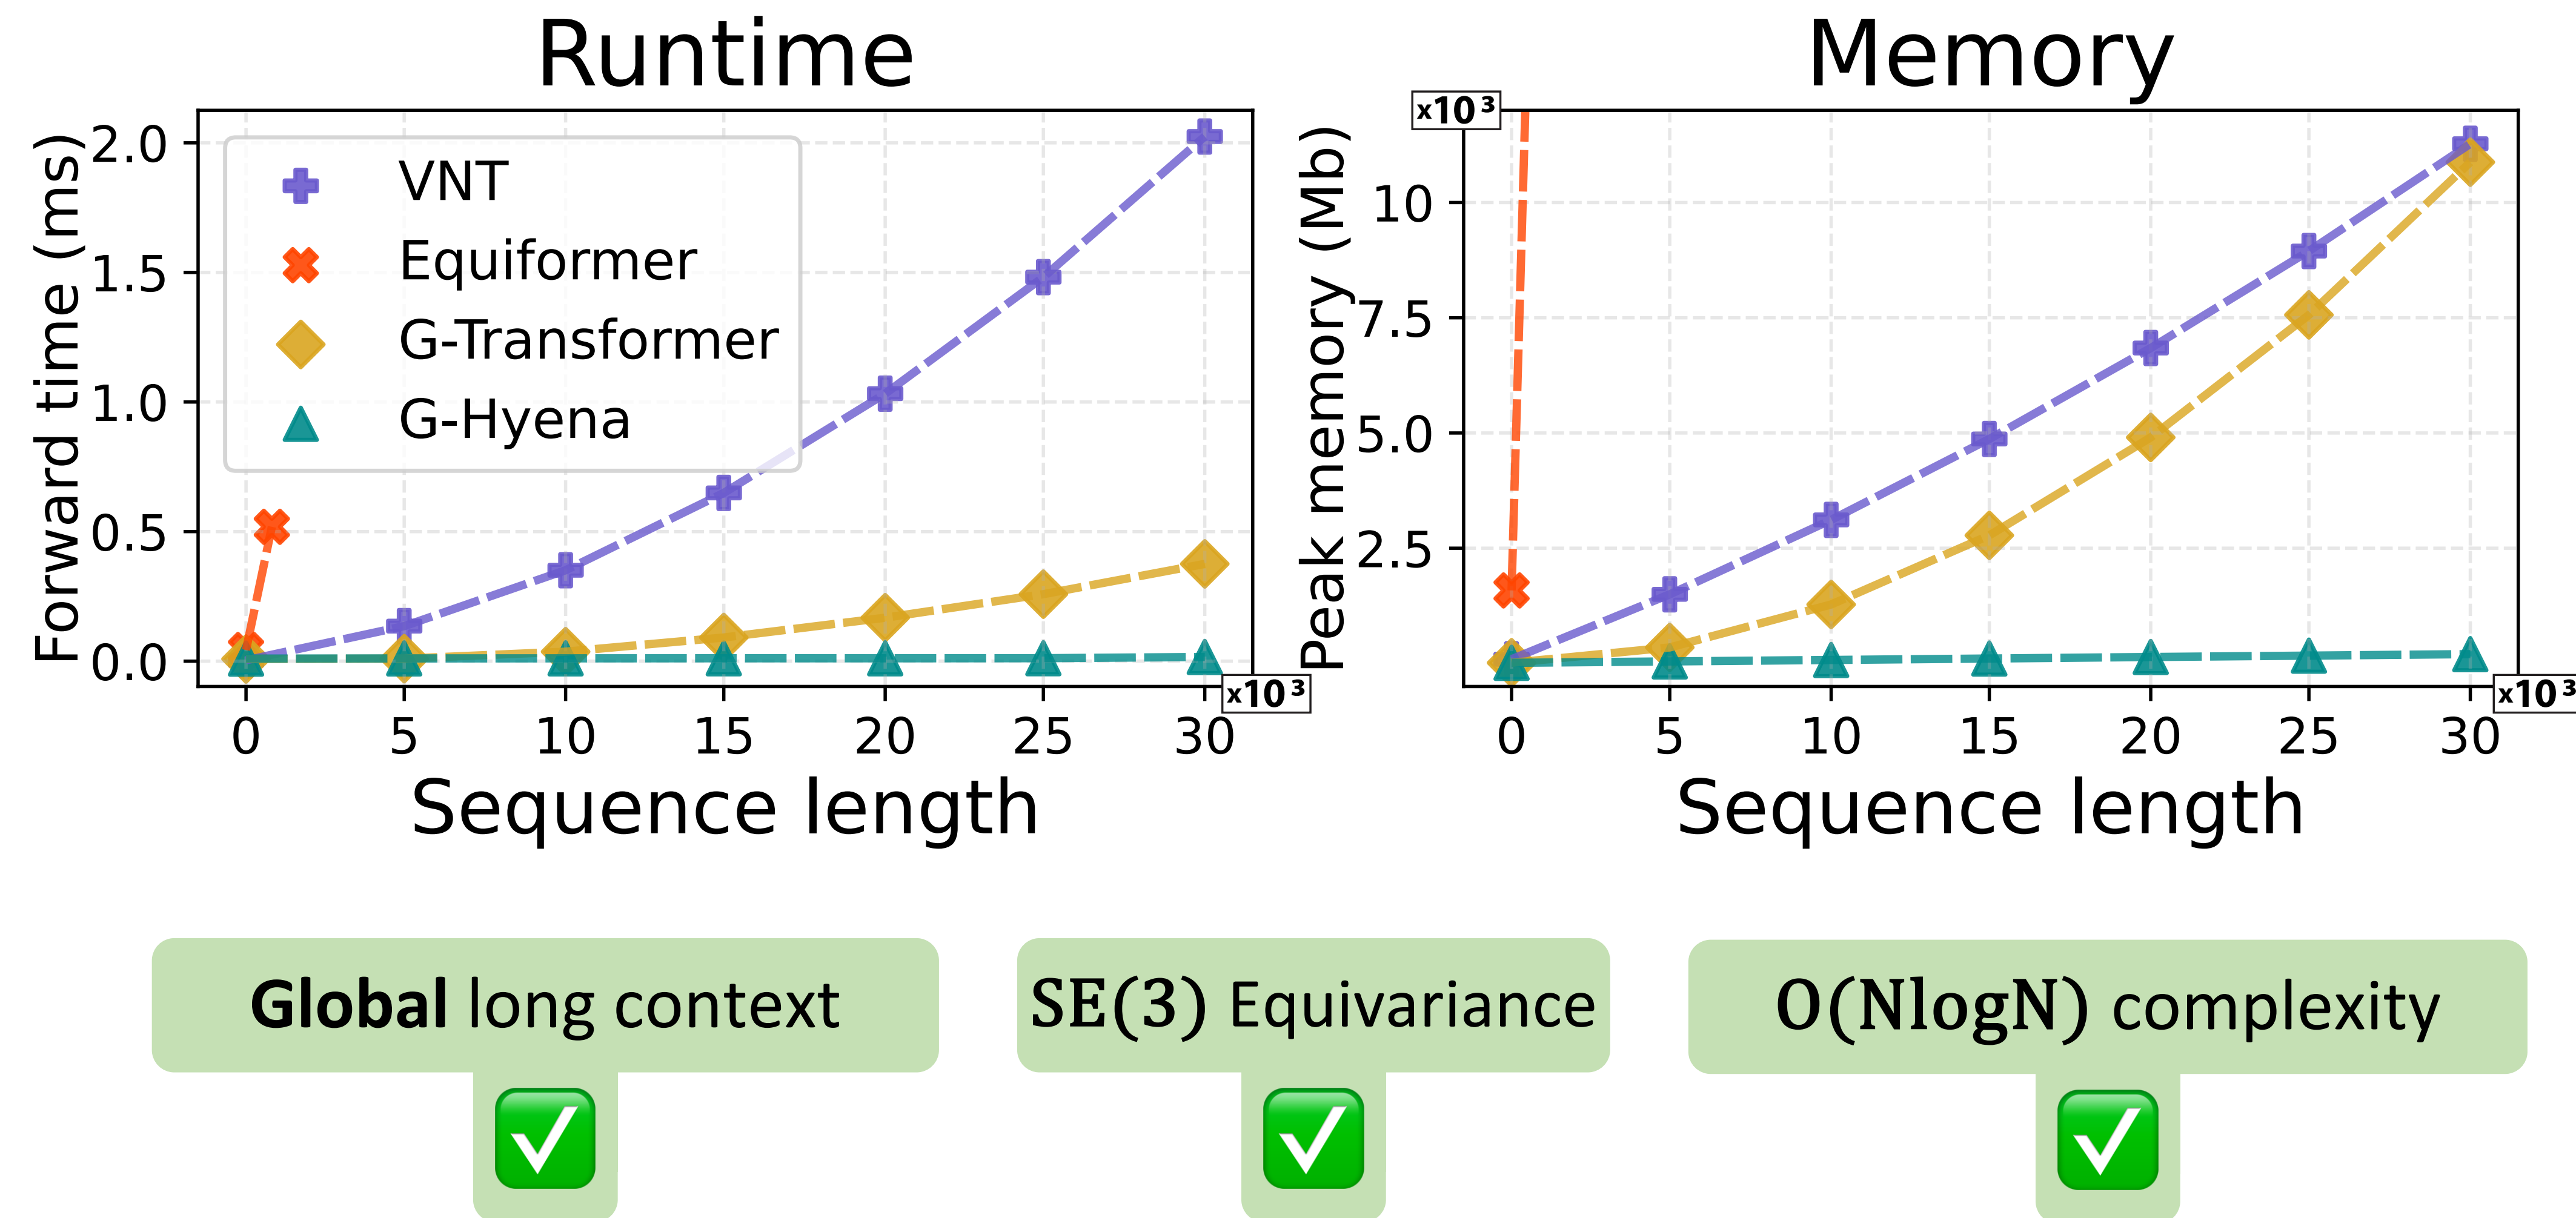 Runtime
Forward time (ms)
2.0
1.5
1.0
0.5
0.0
VNT
Equiformer
G-Transformer
G-Hyena
0 5 10 15 20 25 30
x10³
Sequence length
Memory
x10³
Peak memory (Mb)
10
7.5
5.0
2.5
0 5 10 15 20 25 30
x10³
Sequence length
Global long context
SE(3) Equivariance
O(NlogN) complexity